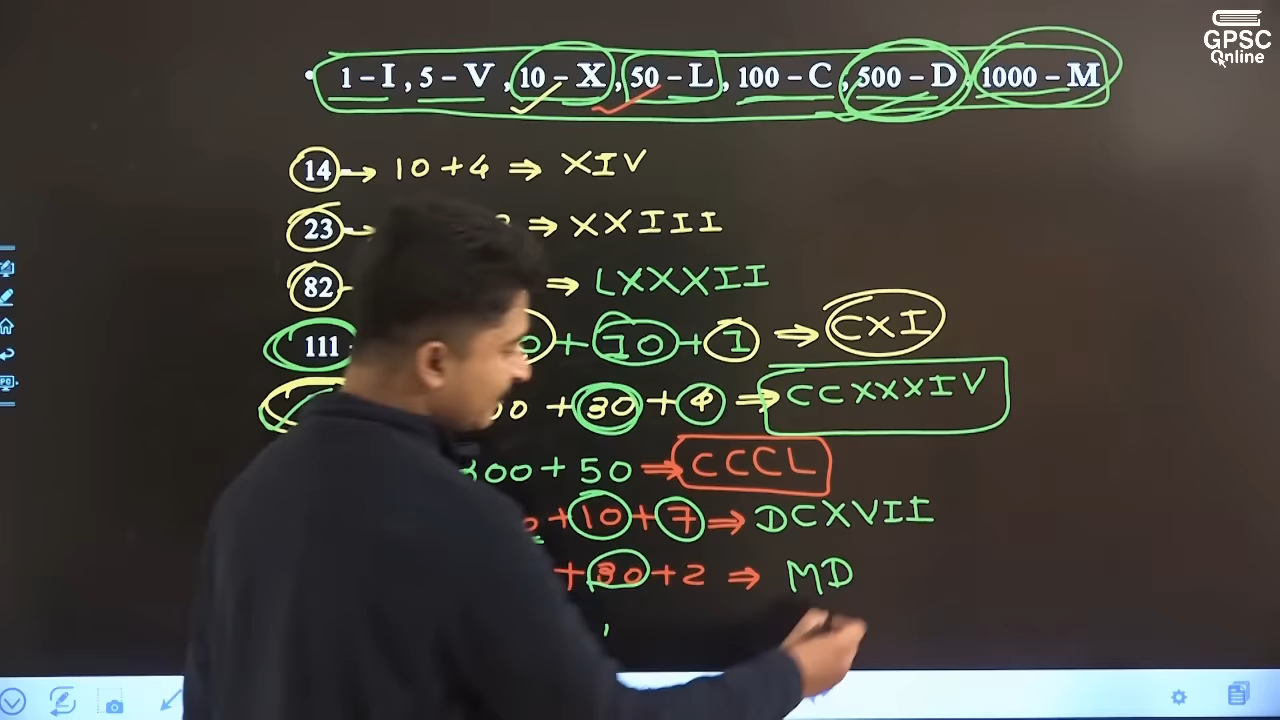 GPSC
Online
• 1 – I , 5 – V , 10 – X , 50 – L , 100 – C , 500 – D 1000 – M
14 → 10 + 4 ⇒ XIV
23 → ⇒ XXIII
82 ⇒ LXXXII
111 + 10 + 1 ⇒ CXI
+ 30 + 4 ⇒ CCXXXIV
300 + 50 ⇒ CCCL
+ 10 + 7 ⇒ DCXVII
+ 30 + 2 ⇒ MD